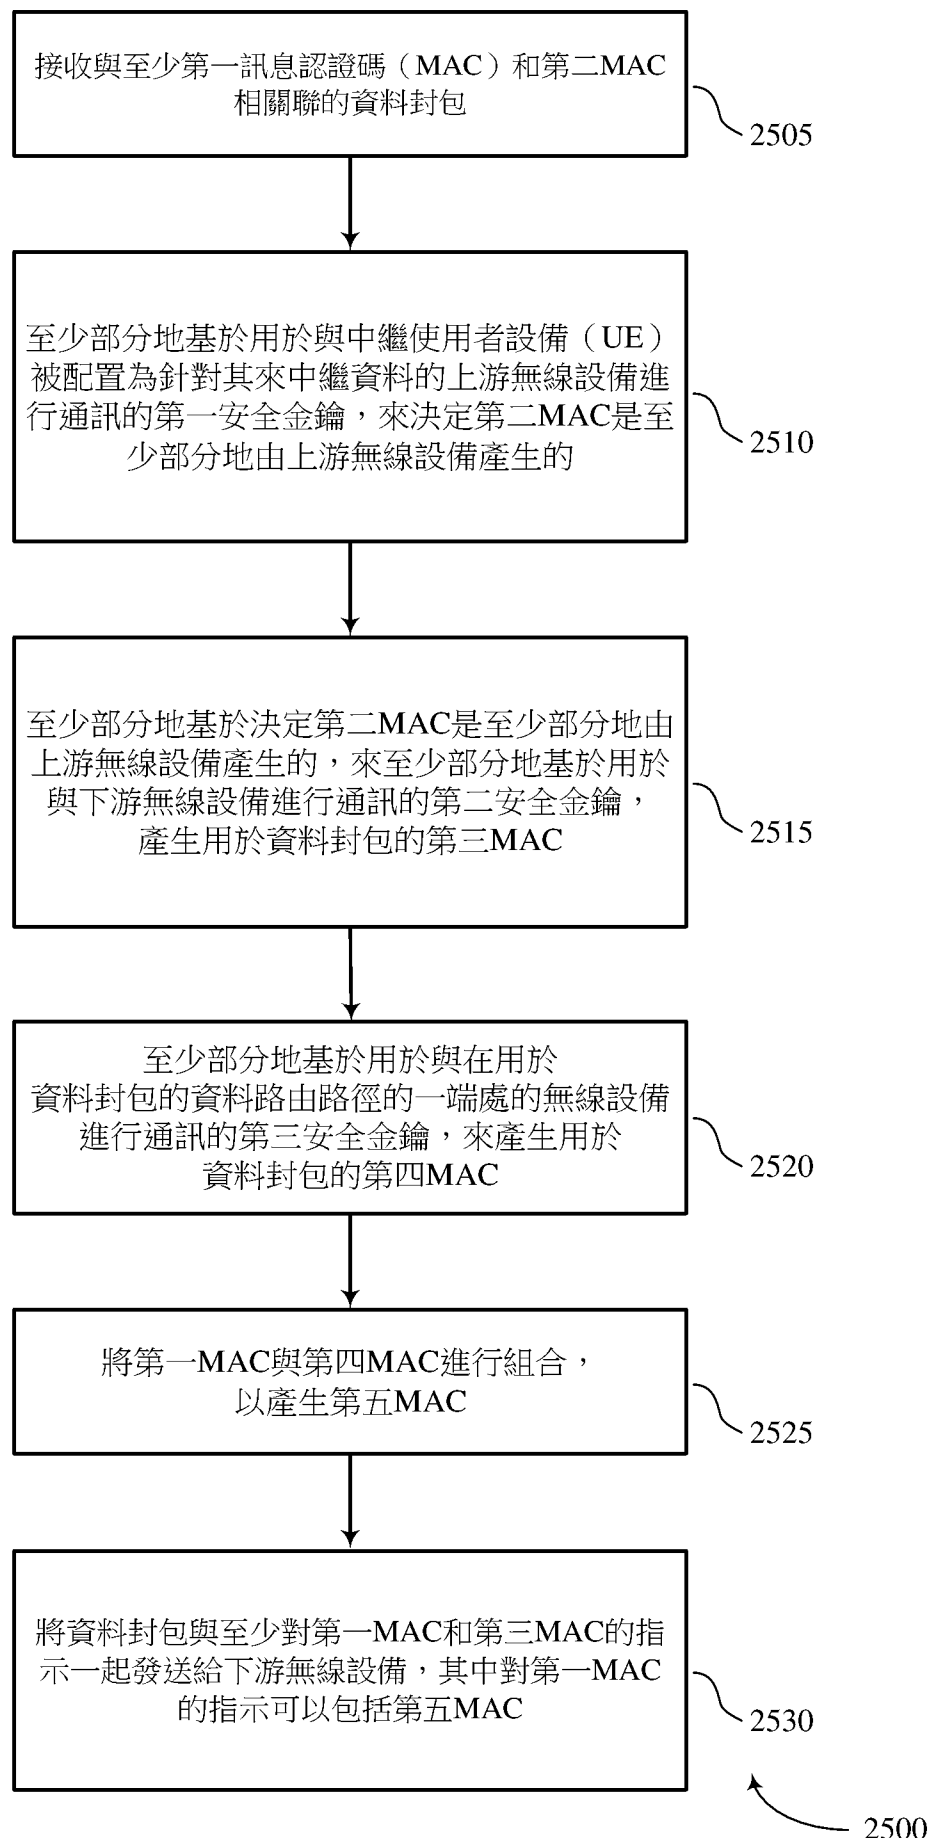 接收與至少第一訊息認證碼（MAC）和第二MAC
相關聯的資料封包
2505
至少部分地基於用於與中繼使用者設備（UE）
被配置為針對其來中繼資料的上游無線設備進
行通訊的第一安全金鑰，來決定第二MAC是至
少部分地由上游無線設備產生的
2510
至少部分地基於決定第二MAC是至少部分地由
上游無線設備產生的，來至少部分地基於用於
與下游無線設備進行通訊的第二安全金鑰，
產生用於資料封包的第三MAC
2515
至少部分地基於用於與在用於
資料封包的資料路由路徑的一端處的無線設備
進行通訊的第三安全金鑰，來產生用於
資料封包的第四MAC
2520
將第一MAC與第四MAC進行組合，
以產生第五MAC
2525
將資料封包與至少對第一MAC和第三MAC的指
示一起發送給下游無線設備，其中對第一MAC
的指示可以包括第五MAC
2530
2500